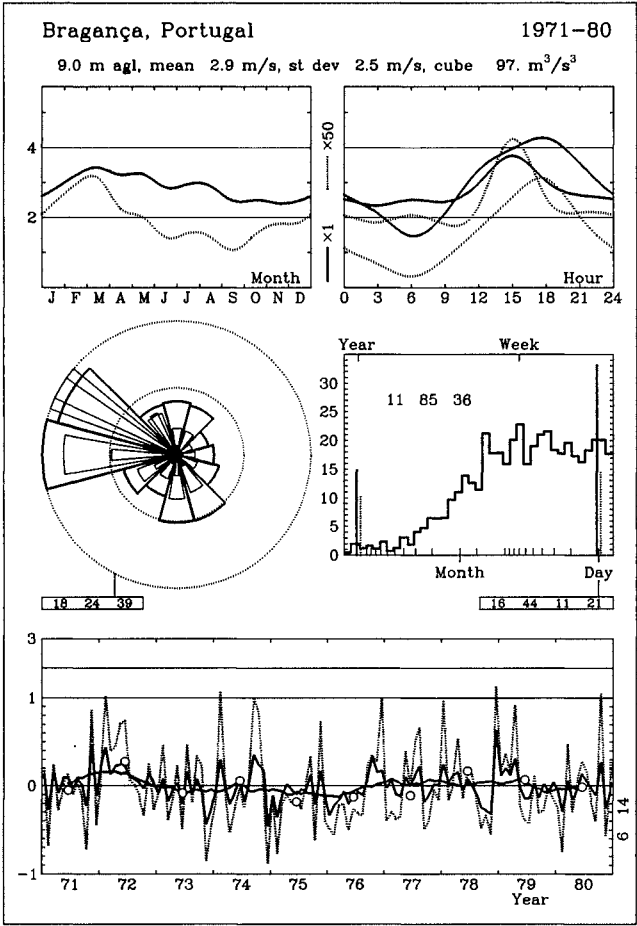 Bragança, Portugal 1971–80
9.0 m agl, mean 2.9 m/s, st dev 2.5 m/s, cube 97. m³/s³
4
2
Month
J F M A M J J A S O N D
×1 ×50
Hour
0 3 6 9 12 15 18 21 24
Year Week
35
30
25
20
15
10
5
0
11 85 36
Month Day
18 24 39
16 44 11 21
3
1
0
-1
71 72 73 74 75 76 77 78 79 80
Year
6 14